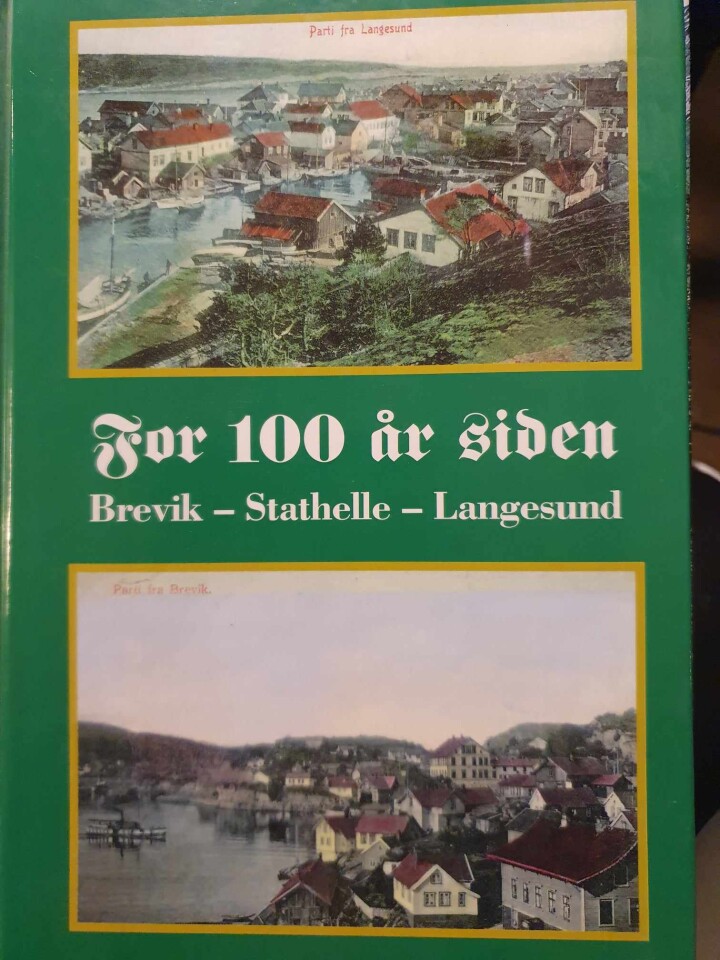 Parti fra Langesund
For 100 år siden
Brevik – Stathelle – Langesund
Parti fra Brevik.